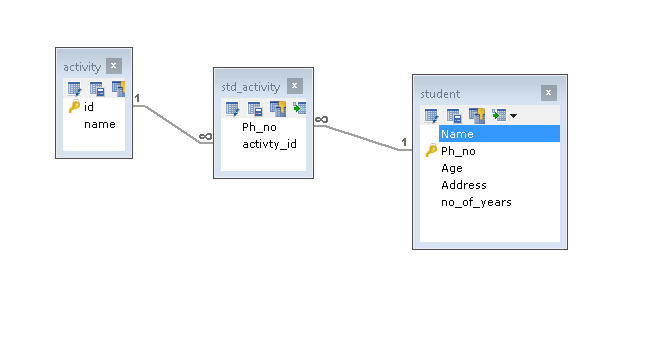 activity
id
name
1
∞
std_activity
Ph_no
activty_id
∞
1
student
Name
Ph_no
Age
Address
no_of_years